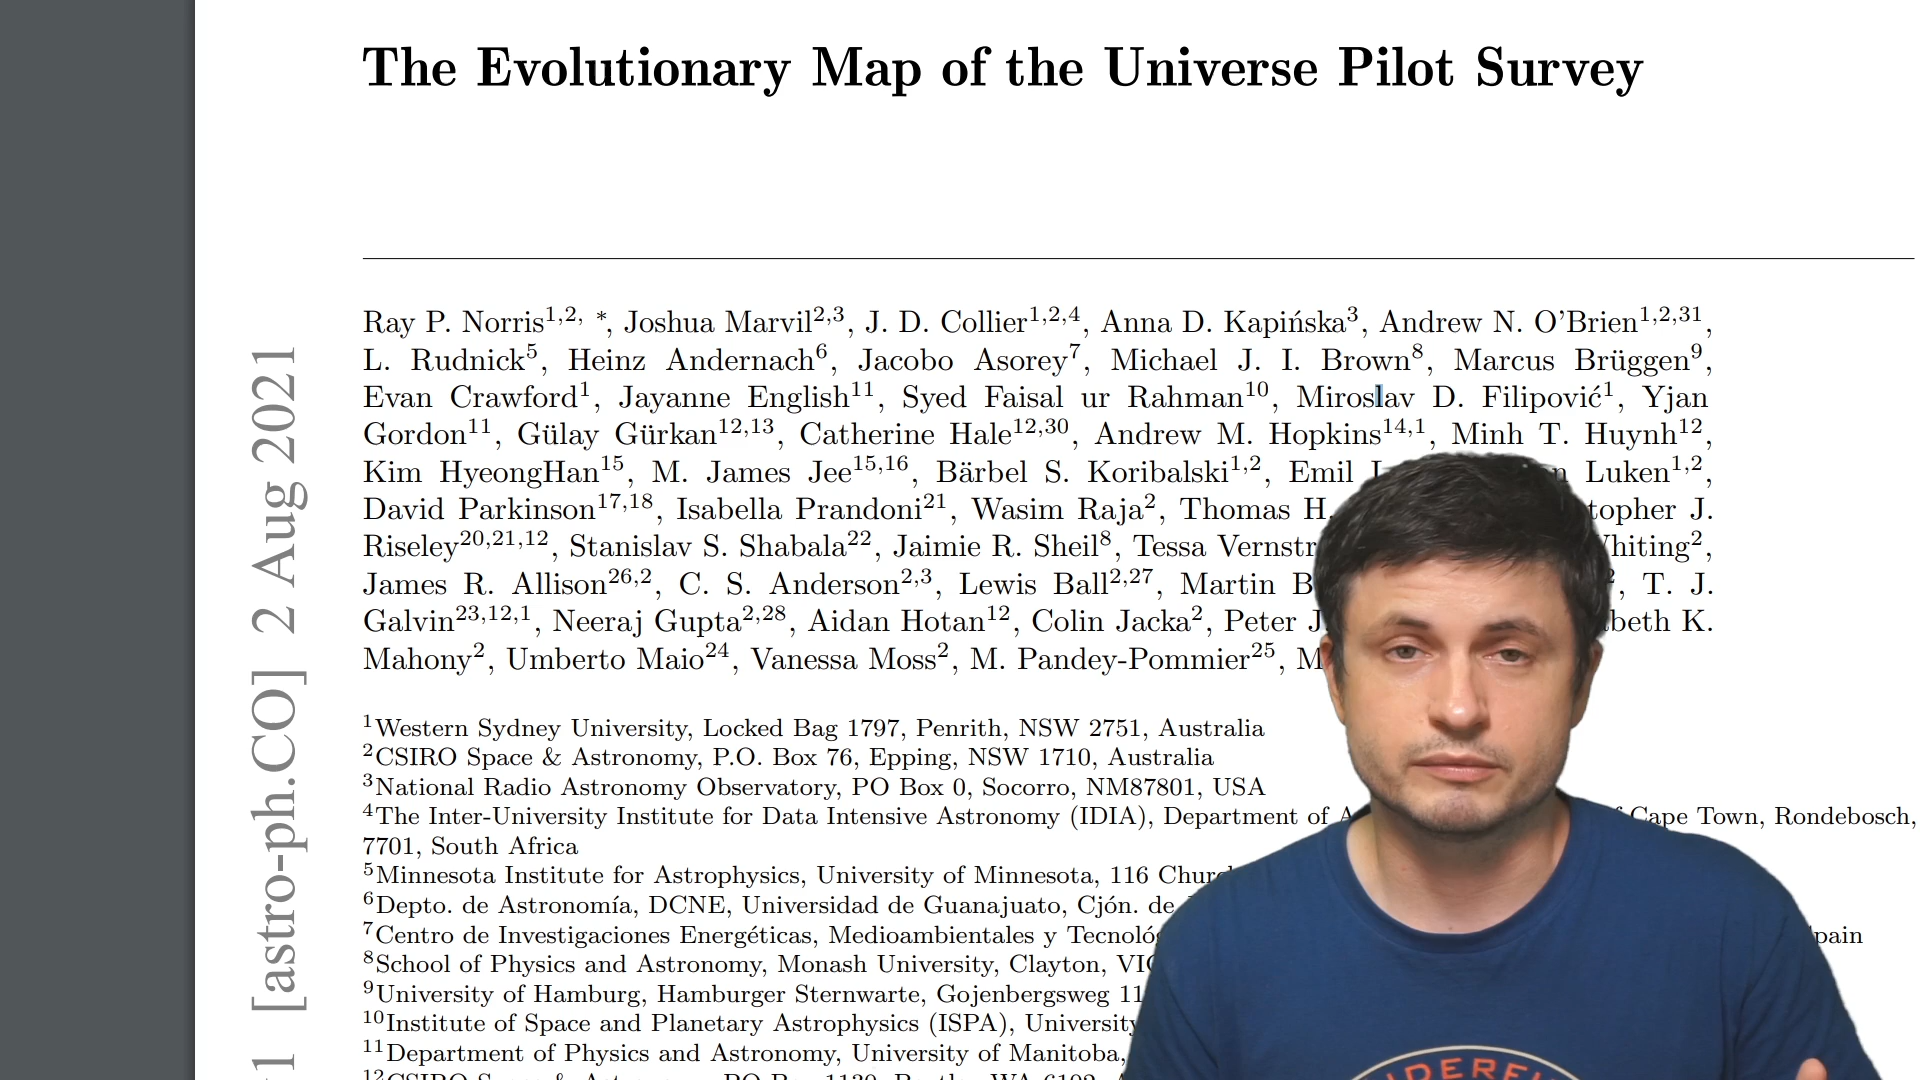 The Evolutionary Map of the Universe Pilot Survey
Ray P. Norris1,2, *, Joshua Marvil2,3, J. D. Collier1,2,4, Anna D. Kapińska3, Andrew N. O'Brien1,2,31,
L. Rudnick5, Heinz Andernach6, Jacobo Asorey7, Michael J. I. Brown8, Marcus Brüggen9,
Evan Crawford1, Jayanne English11, Syed Faisal ur Rahman10, Miroslav D. Filipović1, Yjan
Gordon11, Gülay Gürkan12,13, Catherine Hale12,30, Andrew M. Hopkins14,1, Minh T. Huynh12,
Kim HyeongHan15, M. James Jee15,16, Bärbel S. Koribalski1,2, Emil Luken1,2,
David Parkinson17,18, Isabella Prandoni21, Wasim Raja2, Thomas H. J.
Riseley20,21,12, Stanislav S. Shabala22, Jaimie R. Sheil8, Tessa
James R. Allison26,2, C. S. Anderson2,3, Lewis Ball2,27, Martin , T. J.
Galvin23,12,1, Neeraj Gupta2,28, Aidan Hotan12, Colin Jacka2, Peter J. K.
Mahony2, Umberto Maio24, Vanessa Moss2, M. Pandey-Pommier25,
1Western Sydney University, Locked Bag 1797, Penrith, NSW 2751, Australia
2CSIRO Space & Astronomy, P.O. Box 76, Epping, NSW 1710, Australia
3National Radio Astronomy Observatory, PO Box 0, Socorro, NM87801, USA
4The Inter-University Institute for Data Intensive Astronomy (IDIA), Department of Cape Town, Rondebosch,
7701, South Africa
5Minnesota Institute for Astrophysics, University of Minnesota, 116
6Depto. de Astronomía, DCNE, Universidad de Guanajuato, Cjón. de
7Centro de Investigaciones Energéticas, Medioambientales y
8School of Physics and Astronomy, Monash University, Clayton,
9University of Hamburg, Hamburger Sternwarte, Gojenbergsweg
10Institute of Space and Planetary Astrophysics (ISPA), University
11Department of Physics and Astronomy, University of Manitoba,
[astro-ph.CO] 2 Aug 2021